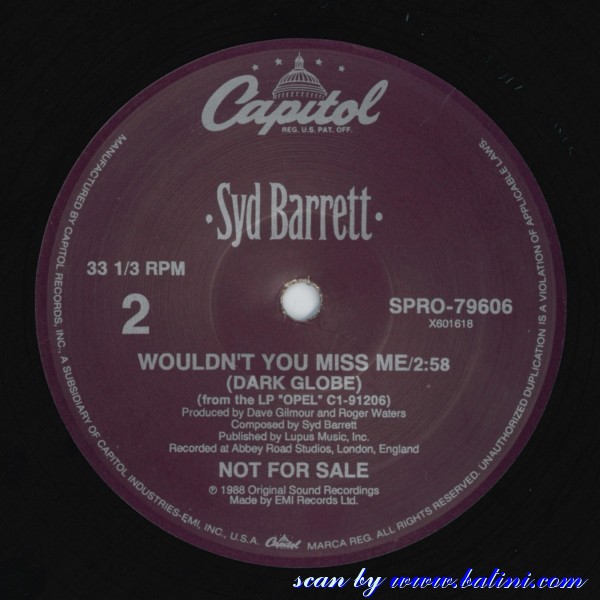 Capitol
REG. U.S. PAT. OFF.
·Syd Barrett·
33 1/3 RPM
2
SPRO-79606
X601618
WOULDN'T YOU MISS ME/2:58
(DARK GLOBE)
(from the LP "OPEL" C1-91206)
Produced by Dave Gilmour and Roger Waters
Composed by Syd Barrett
Published by Lupus Music, Inc.
Recorded at Abbey Road Studios, London, England
NOT FOR SALE
℗ 1988 Original Sound Recordings
Made by EMI Records Ltd.
MANUFACTURED BY CAPITOL RECORDS, INC., A SUBSIDIARY OF CAPITOL INDUSTRIES-EMI, INC., U.S.A. Capitol MARCA REG. ALL RIGHTS RESERVED. UNAUTHORIZED DUPLICATION IS A VIOLATION OF APPLICABLE LAWS.
scan by www.batini.com